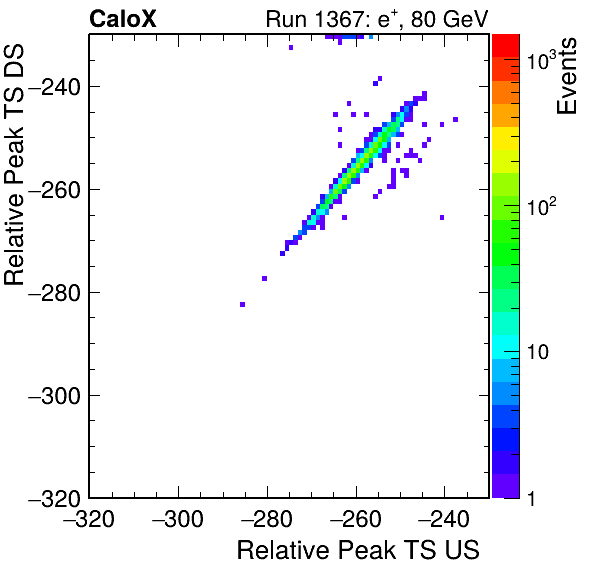 CaloX Run 1367: e⁺, 80 GeV
Relative Peak TS DS
−240
−260
−280
−300
−320
−320 −300 −280 −260 −240
Relative Peak TS US
Events
10³
10²
10
1